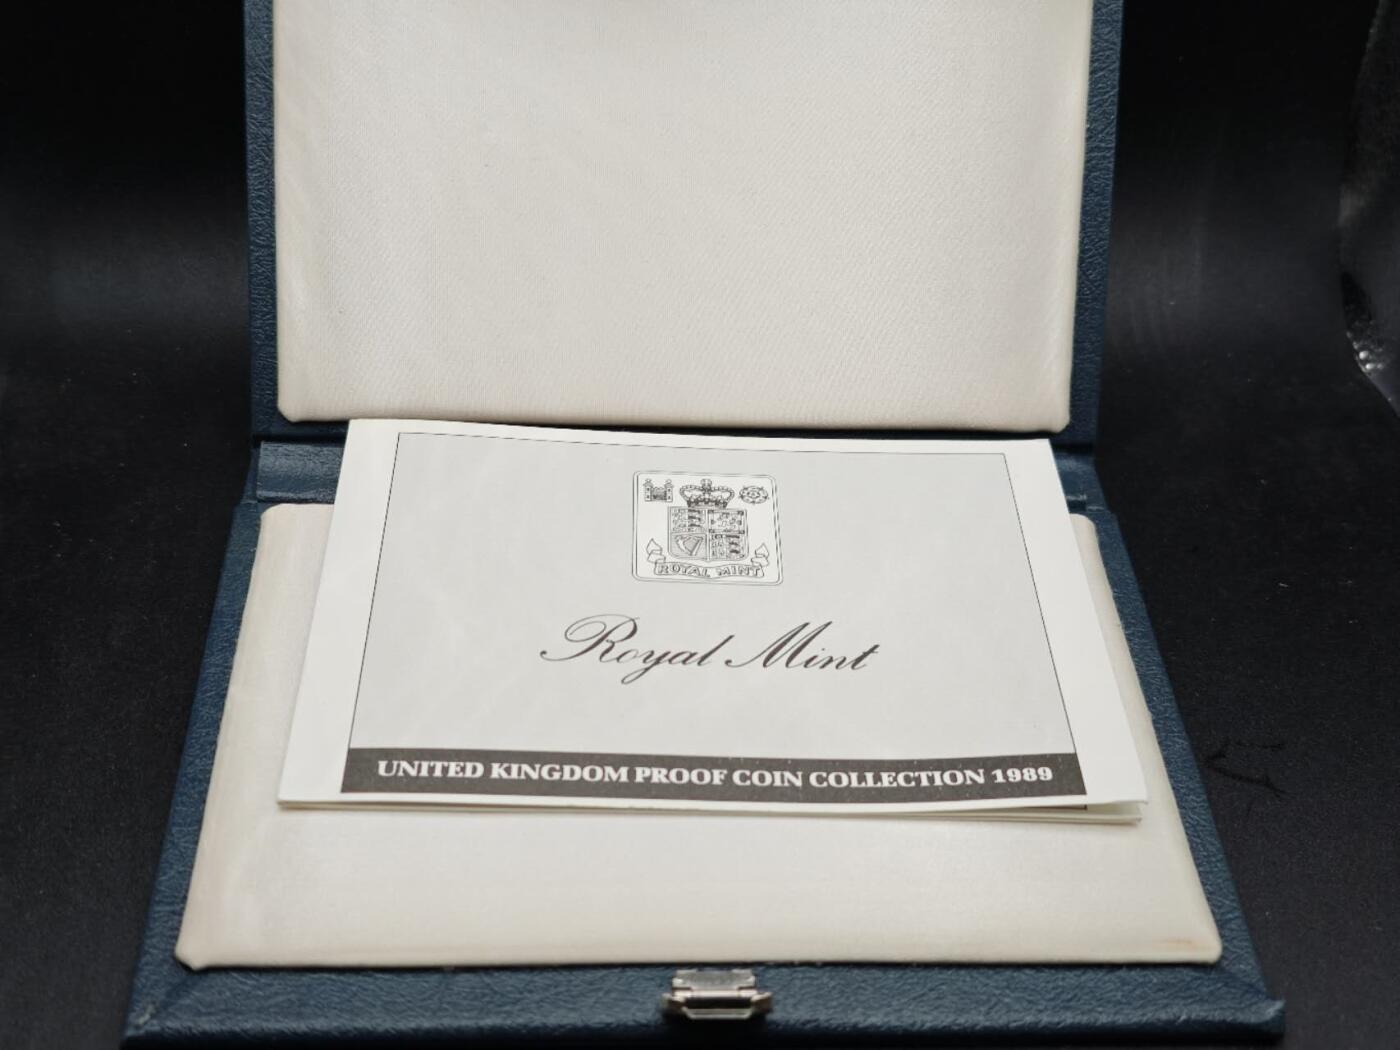 ROYAL MINT
Royal Mint
UNITED KINGDOM PROOF COIN COLLECTION 1989